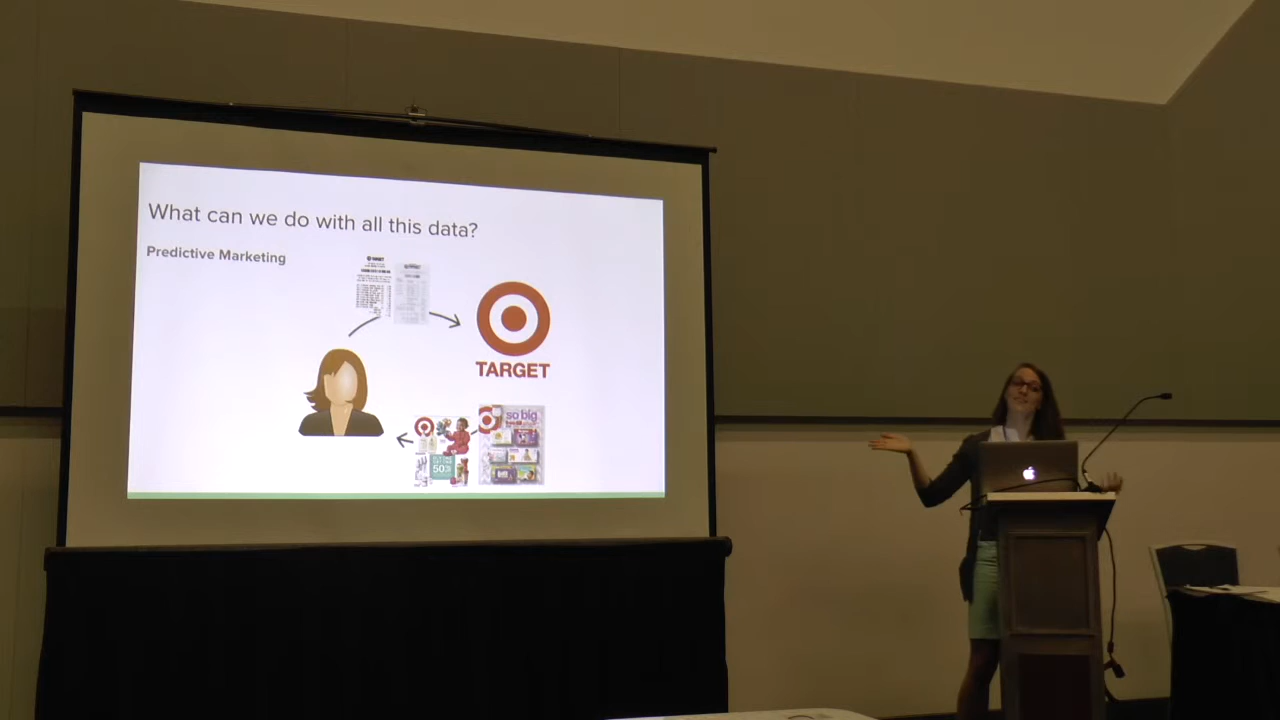 What can we do with all this data?
Predictive Marketing
TARGET
so big
50%